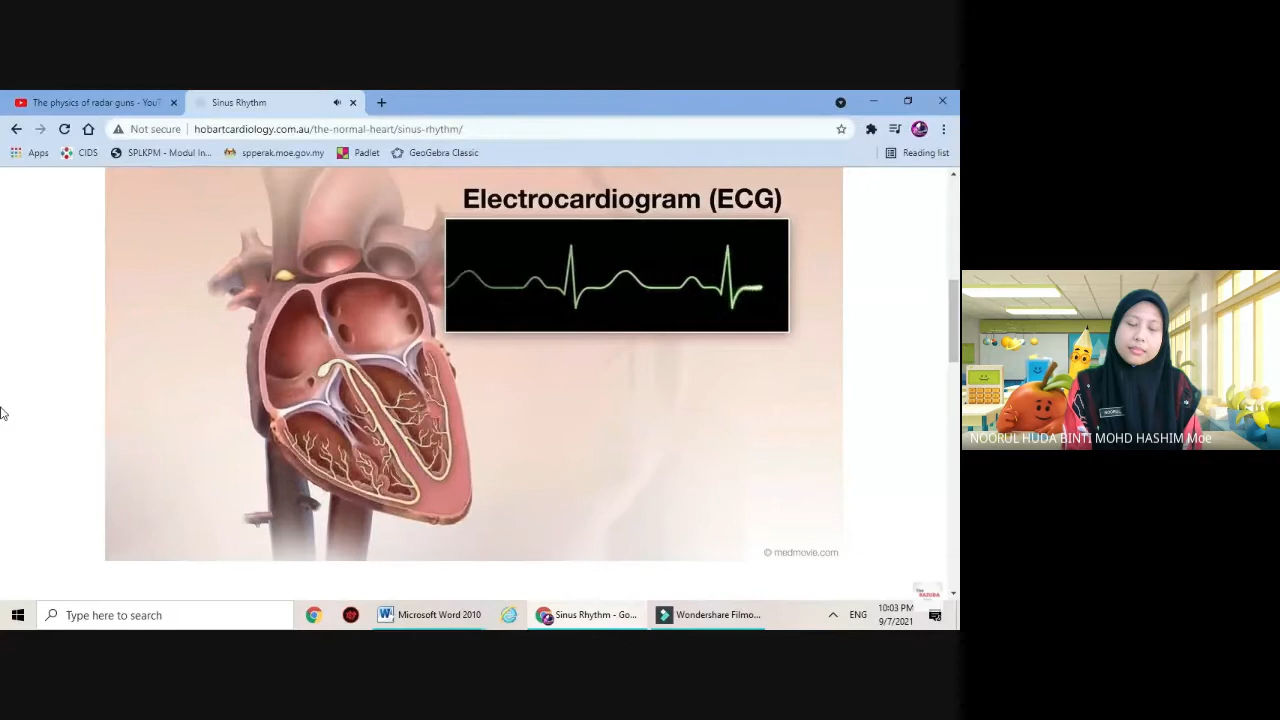 The physics of radar guns - YouT
Sinus Rhythm
Not secure
hobartcardiology.com.au/the-normal-heart/sinus-rhythm/
Apps
CIDS
SPLKPM - Modul In...
spperak.moe.gov.my
Padlet
GeoGebra Classic
Reading list
Electrocardiogram (ECG)
© medmovie.com
NOORUL
NOORUL HUDA BINTI MOHD HASHIM Moe
Type here to search
Microsoft Word 2010
Sinus Rhythm - Go...
Wondershare Filmo...
ENG
10:03 PM
9/7/2021